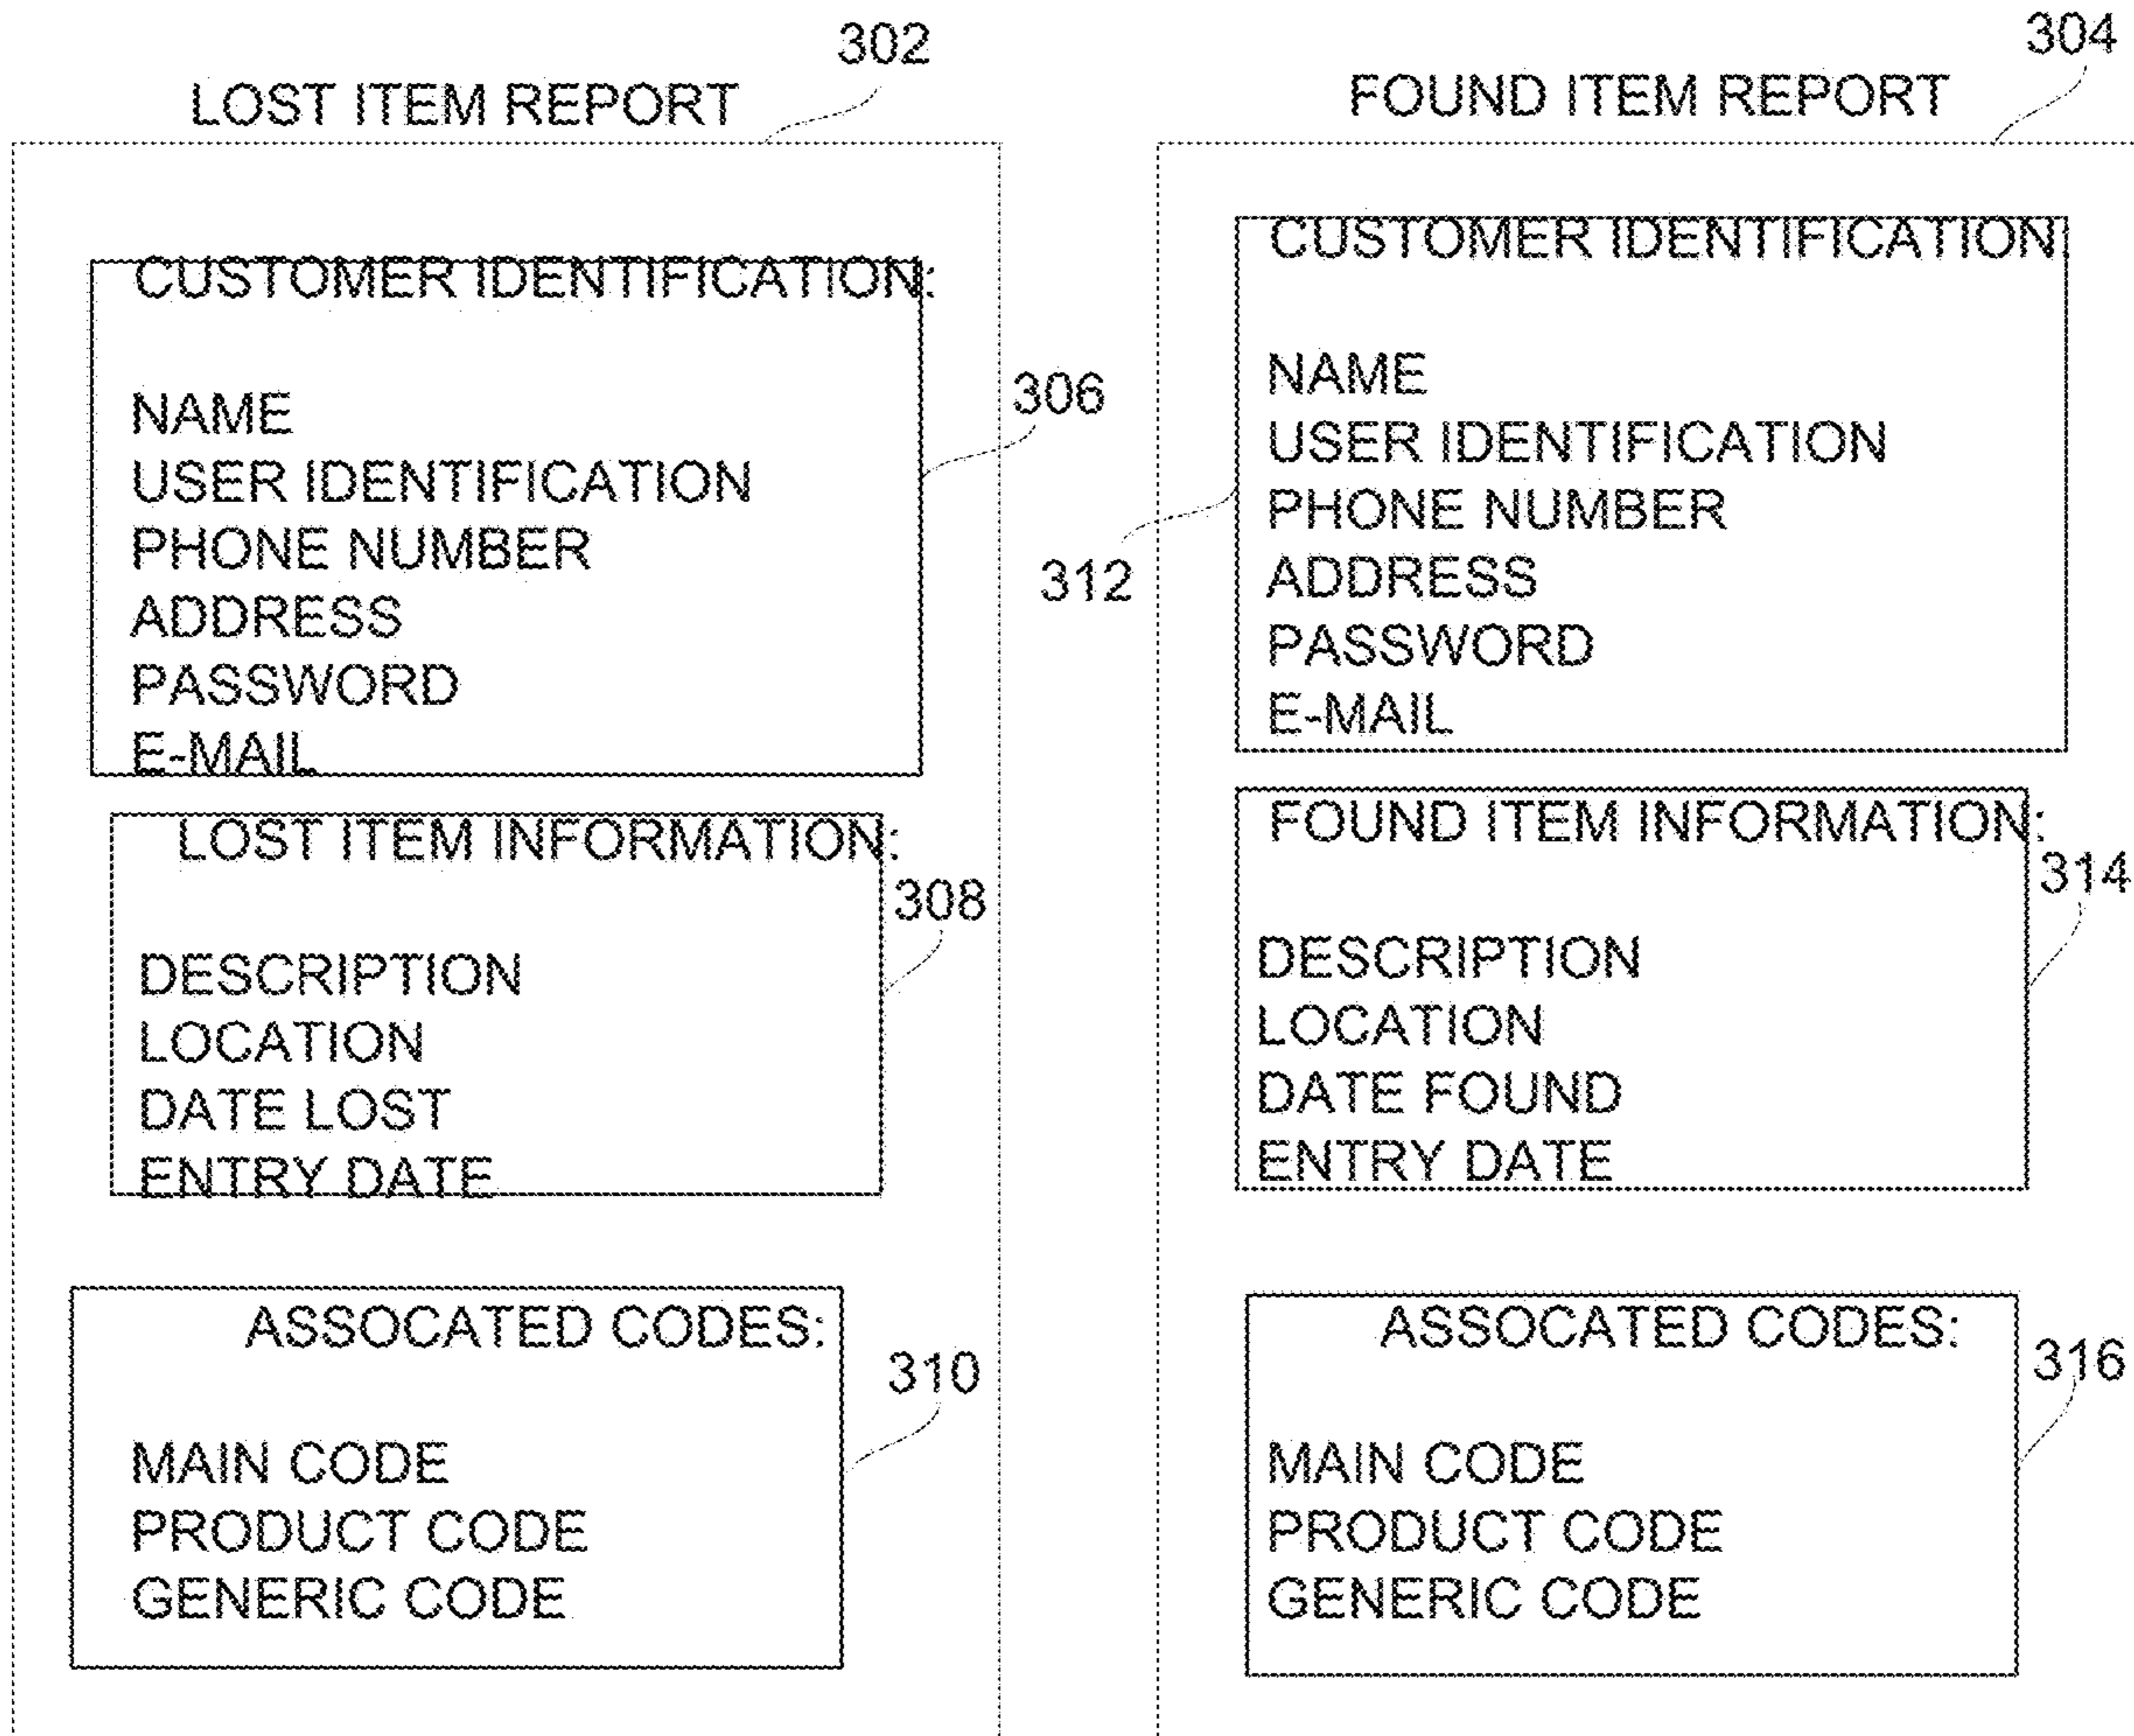 302
LOST ITEM REPORT
CUSTOMER IDENTIFICATION:
NAME
USER IDENTIFICATION
PHONE NUMBER
ADDRESS
PASSWORD
E-MAIL
306
LOST ITEM INFORMATION:
308
DESCRIPTION
LOCATION
DATE LOST
ENTRY DATE
ASSOCATED CODES:
310
MAIN CODE
PRODUCT CODE
GENERIC CODE
304
FOUND ITEM REPORT
CUSTOMER IDENTIFICATION:
NAME
USER IDENTIFICATION
PHONE NUMBER
312
ADDRESS
PASSWORD
E-MAIL
FOUND ITEM INFORMATION:
314
DESCRIPTION
LOCATION
DATE FOUND
ENTRY DATE
ASSOCATED CODES:
316
MAIN CODE
PRODUCT CODE
GENERIC CODE